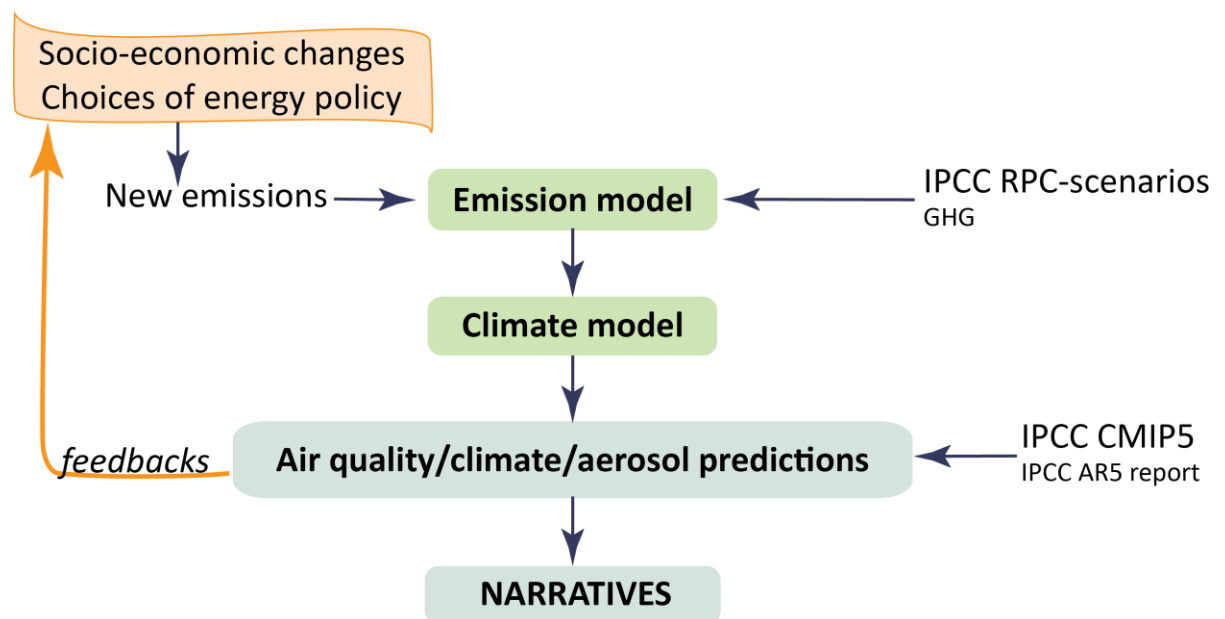 Socio-economic changes
Choices of energy policy
New emissions
Emission model
IPCC RPC-scenarios
GHG
Climate model
feedbacks
Air quality/climate/aerosol predictions
IPCC CMIP5
IPCC AR5 report
NARRATIVES